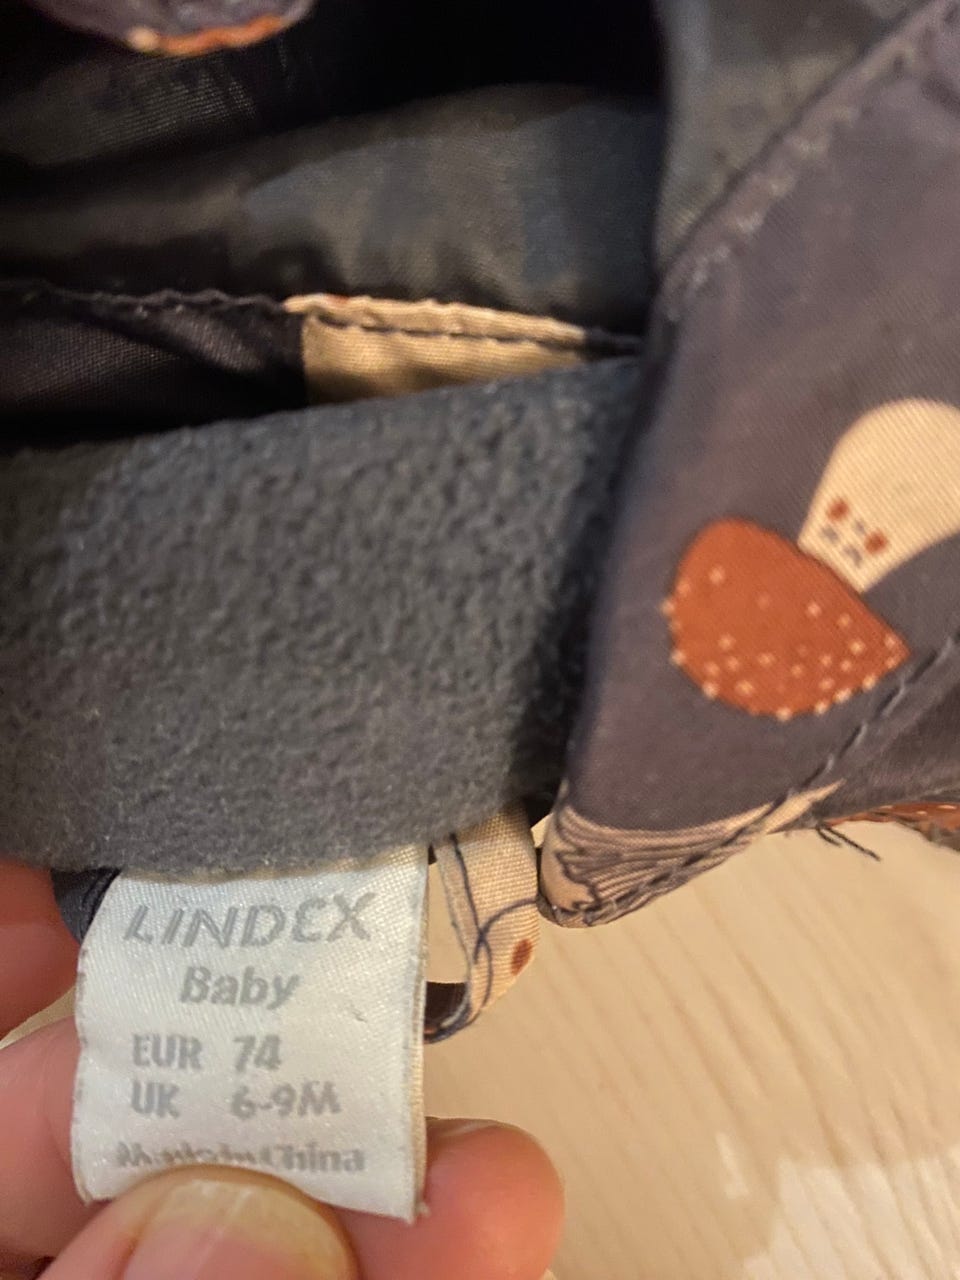 LINDEX
Baby
EUR 74
UK 6-9M
Made in China